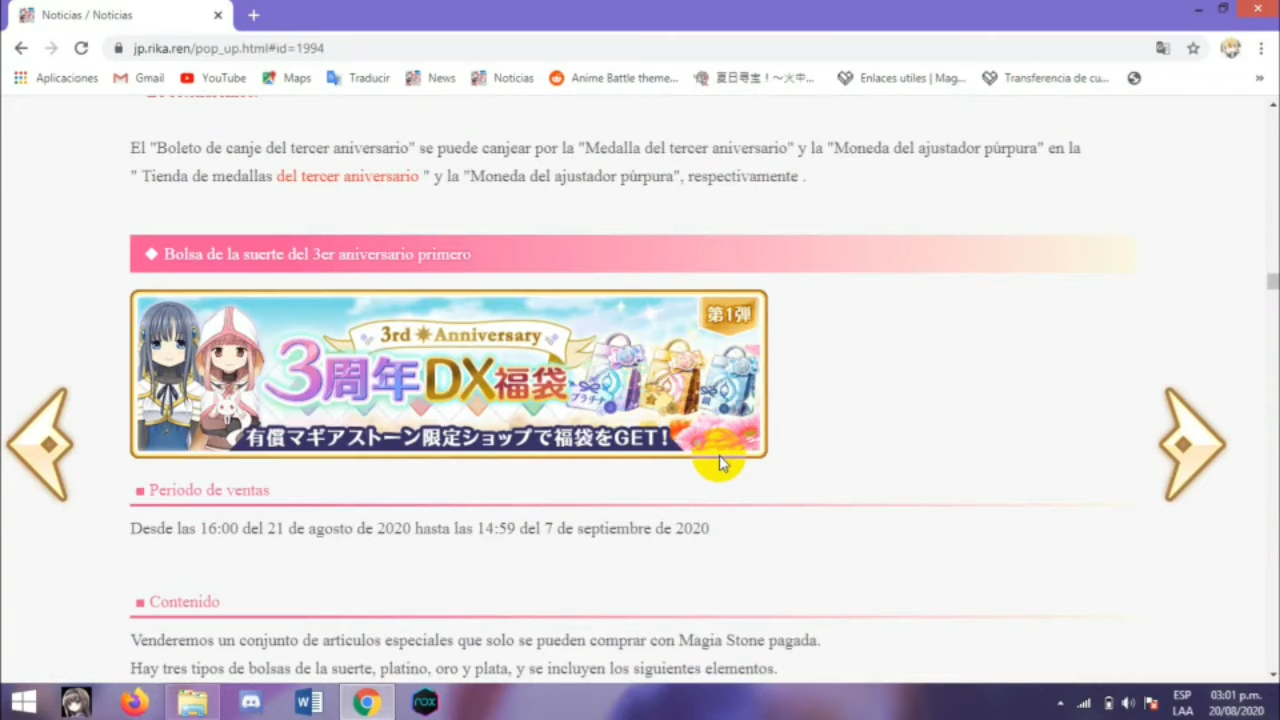 Noticias / Noticias
jp.rika.ren/pop_up.html#id=1994
Aplicaciones
Gmail
YouTube
Maps
Traducir
News
Noticias
Anime Battle theme...
夏日尋宝！～火牛...
Enlaces utiles | Mag...
Transferencia de cu...
»
El "Boleto de canje del tercer aniversario" se puede canjear por la "Medalla del tercer aniversario" y la "Moneda del ajustador púrpura" en la
" Tienda de medallas del tercer aniversario " y la "Moneda del ajustador púrpura", respectivamente .
◆ Bolsa de la suerte del 3er aniversario primero
第1弾
3rd Anniversary
3周年DX福袋
プラチナ
有償マギアストーン限定ショップで福袋をGET!
■ Periodo de ventas
Desde las 16:00 del 21 de agosto de 2020 hasta las 14:59 del 7 de septiembre de 2020
■ Contenido
Venderemos un conjunto de artículos especiales que solo se pueden comprar con Magia Stone pagada.
Hay tres tipos de bolsas de la suerte, platino, oro y plata, y se incluyen los siguientes elementos.
nox
ESP
LAA
03:01 p.m.
20/08/2020